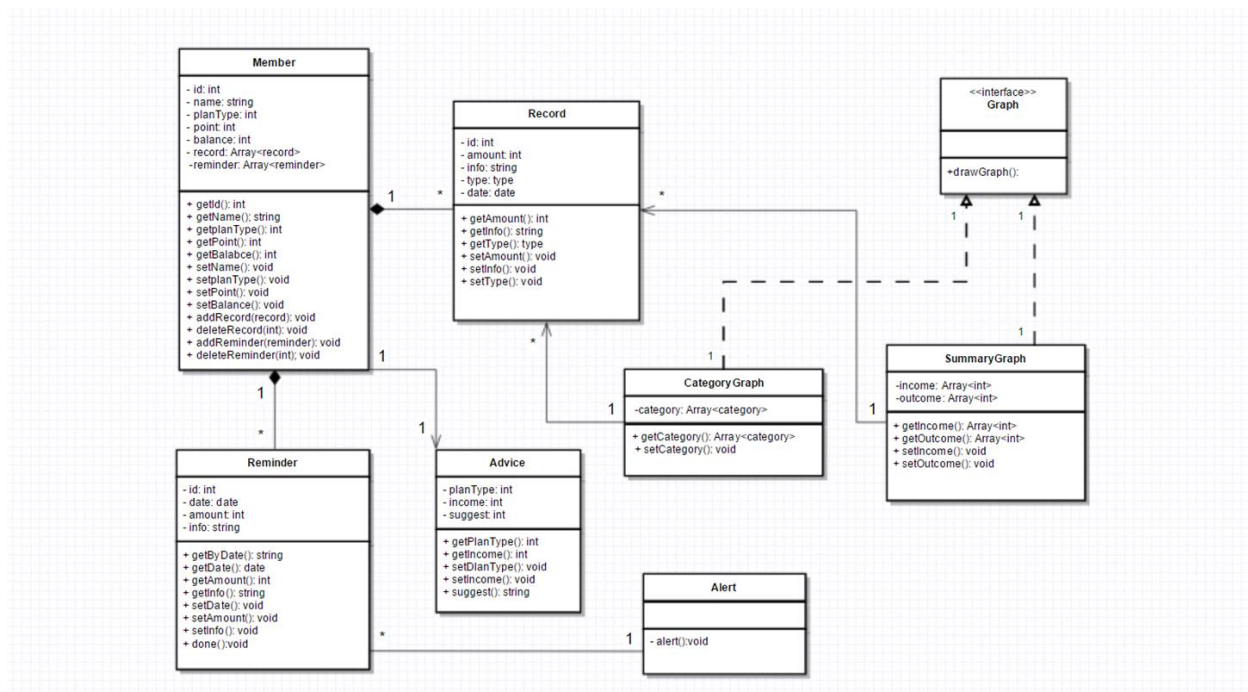 Member
- id: int
- name: string
- planType: int
- point: int
- balance: int
- record: Array<record>
-reminder: Array<reminder>
+ getId(): int
+ getName(); string
+ getplanType(): int
+ getPoint(): int
+ getBalabce(): int
+ setName(): void
+ setplanType(): void
+ setPoint(): void
+ setBalance(): void
+ addRecord(record): void
+ deleteRecord(int): void
+ addReminder(reminder): void
+ deleteReminder(int); void
1
*
Record
- id: int
- amount: int
- info: string
- type: type
- date: date
+ getAmount(): int
+ getInfo(): string
+ getType(): type
+ setAmount(): void
+ setInfo(): void
+ setType(): void
*
<<interface>>
Graph
+drawGraph():
1
1
*
1
1
1
CategoryGraph
-category: Array<category>
+ getCategory(): Array<category>
+ setCategory(): void
1
SummaryGraph
-income: Array<int>
-outcome: Array<int>
+ getIncome(): Array<int>
+ getOutcome(): Array<int>
+ setIncome(): void
+ setOutcome(): void
1
1
1
*
Reminder
- id: int
- date: date
- amount: int
- info: string
+ getByDate(): string
+ getDate(): date
+ getAmount(): int
+ getInfo(): string
+ setDate(): void
+ setAmount(): void
+ setInfo(): void
+ done():void
Advice
- planType: int
- income: int
- suggest: int
+ getPlanType(): int
+ getIncome(): int
+ setDlanType(): void
+ setIncome(): void
+ suggest(): string
*
1
Alert
- alert():void